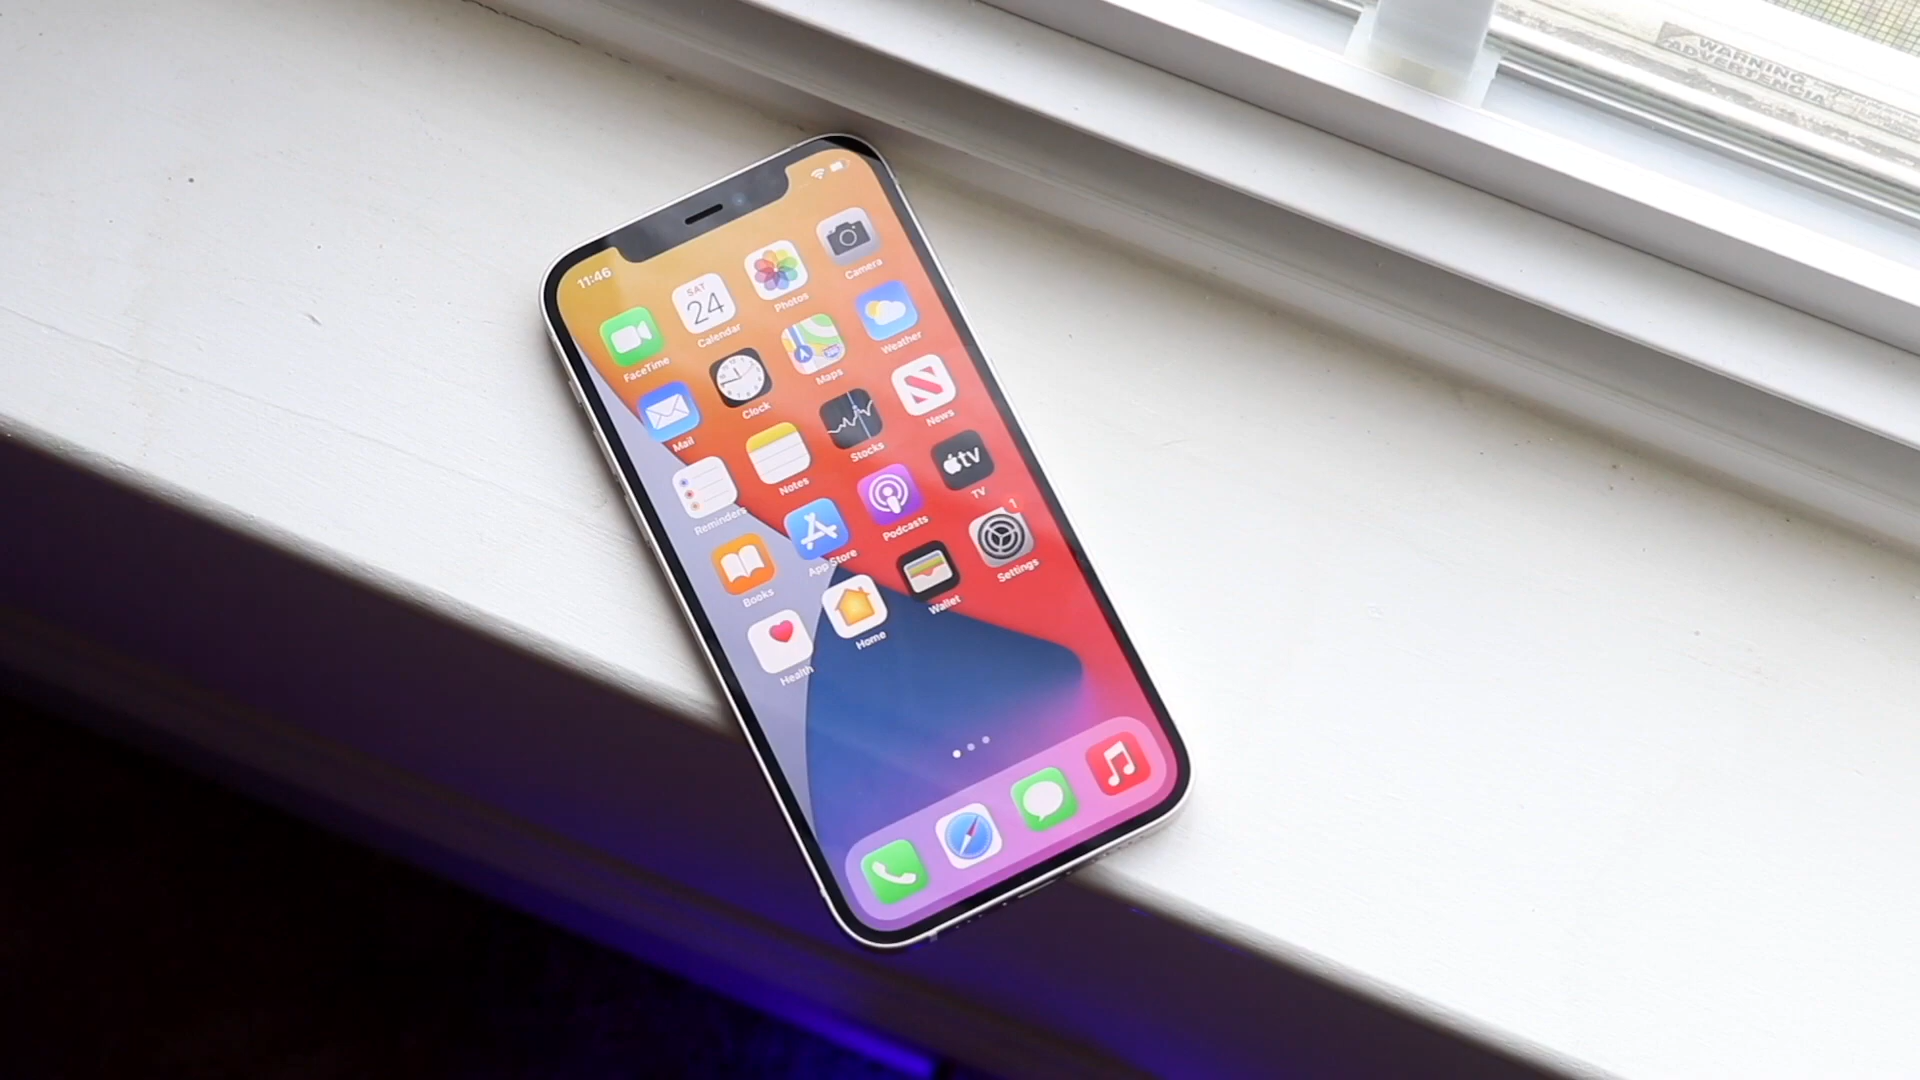 WARNING
ADVERTENCIA
11:46
FaceTime
SAT
24
Calendar
Photos
Camera
Mail
Clock
Maps
Weather
Reminders
Notes
Stocks
News
Books
App Store
Podcasts
tv
TV
Health
Home
Wallet
1
Settings